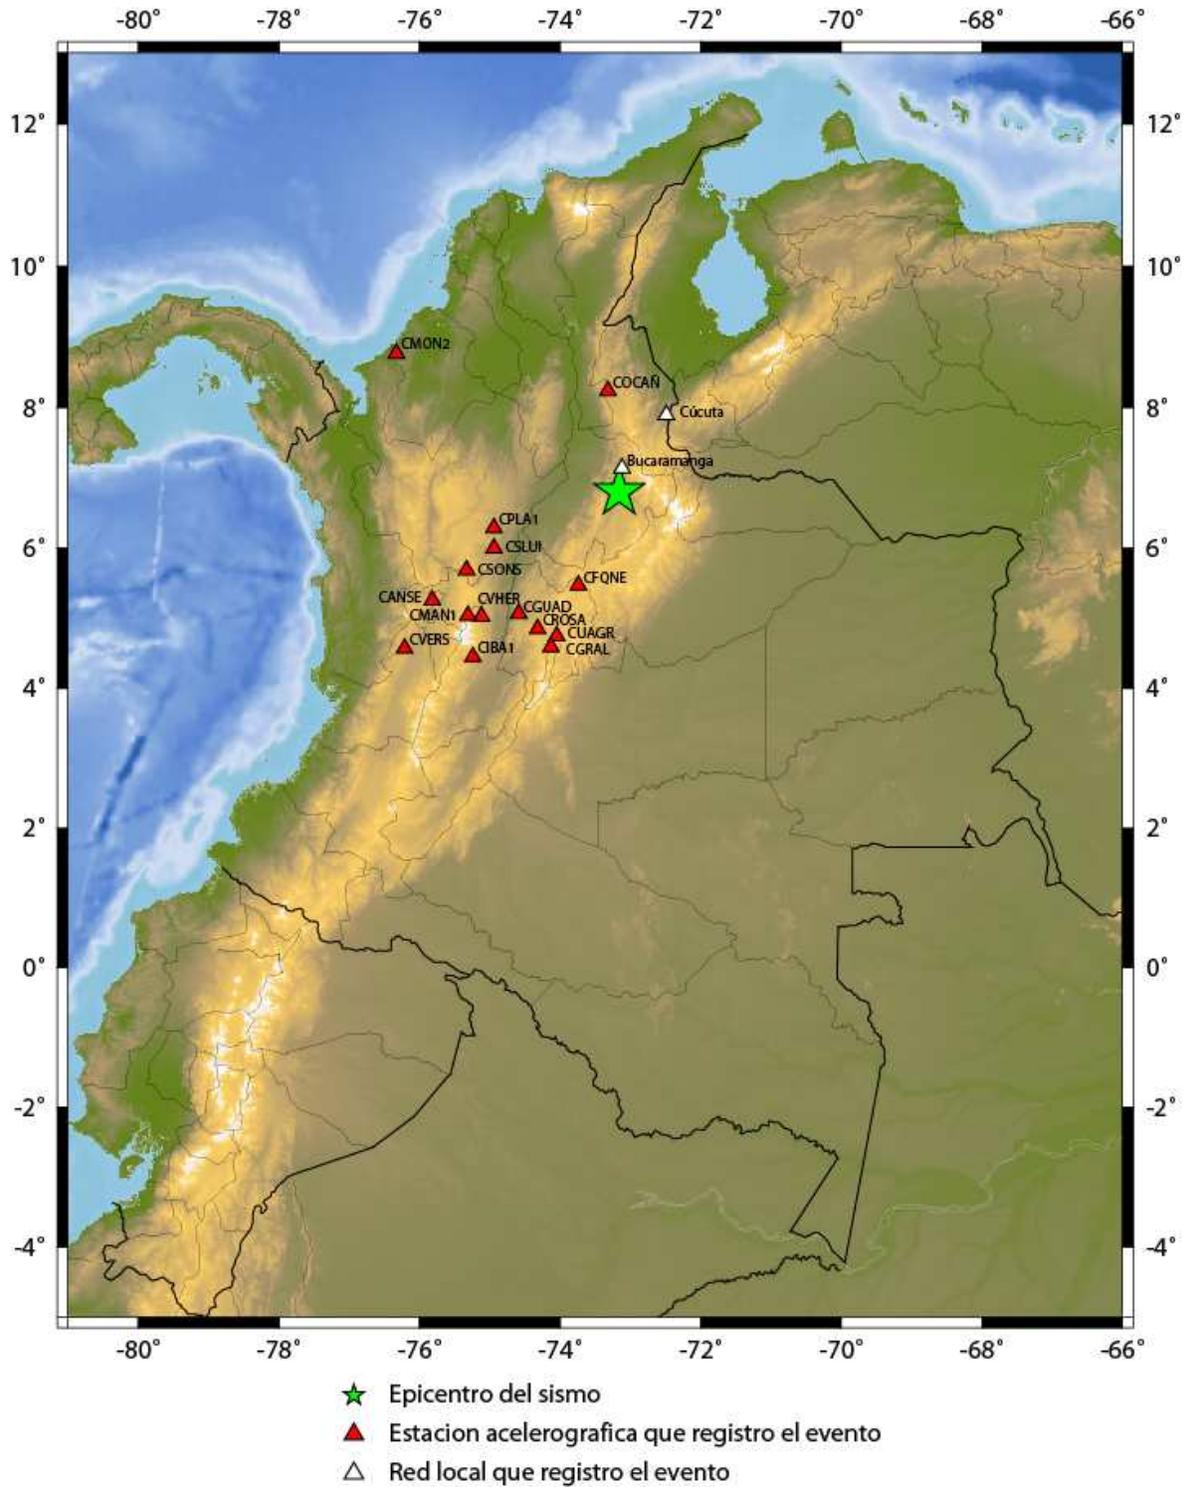 -80° -78° -76° -74° -72° -70° -68° -66°
12° 12°
10° 10°
CMON2
COCAÑ
8° Cúcuta 8°
Bucaramanga
CPLA1
6° CSLUI 6°
CSONS
CFQNE
CANSE CVHER
CGUAD
CMAN1 CROSA
CUAGR
CVERS CIBA1 CGRAL
4° 4°
2° 2°
0° 0°
-2° -2°
-4° -4°
-80° -78° -76° -74° -72° -70° -68° -66°
Epicentro del sismo
Estacion acelerografica que registro el evento
Red local que registro el evento